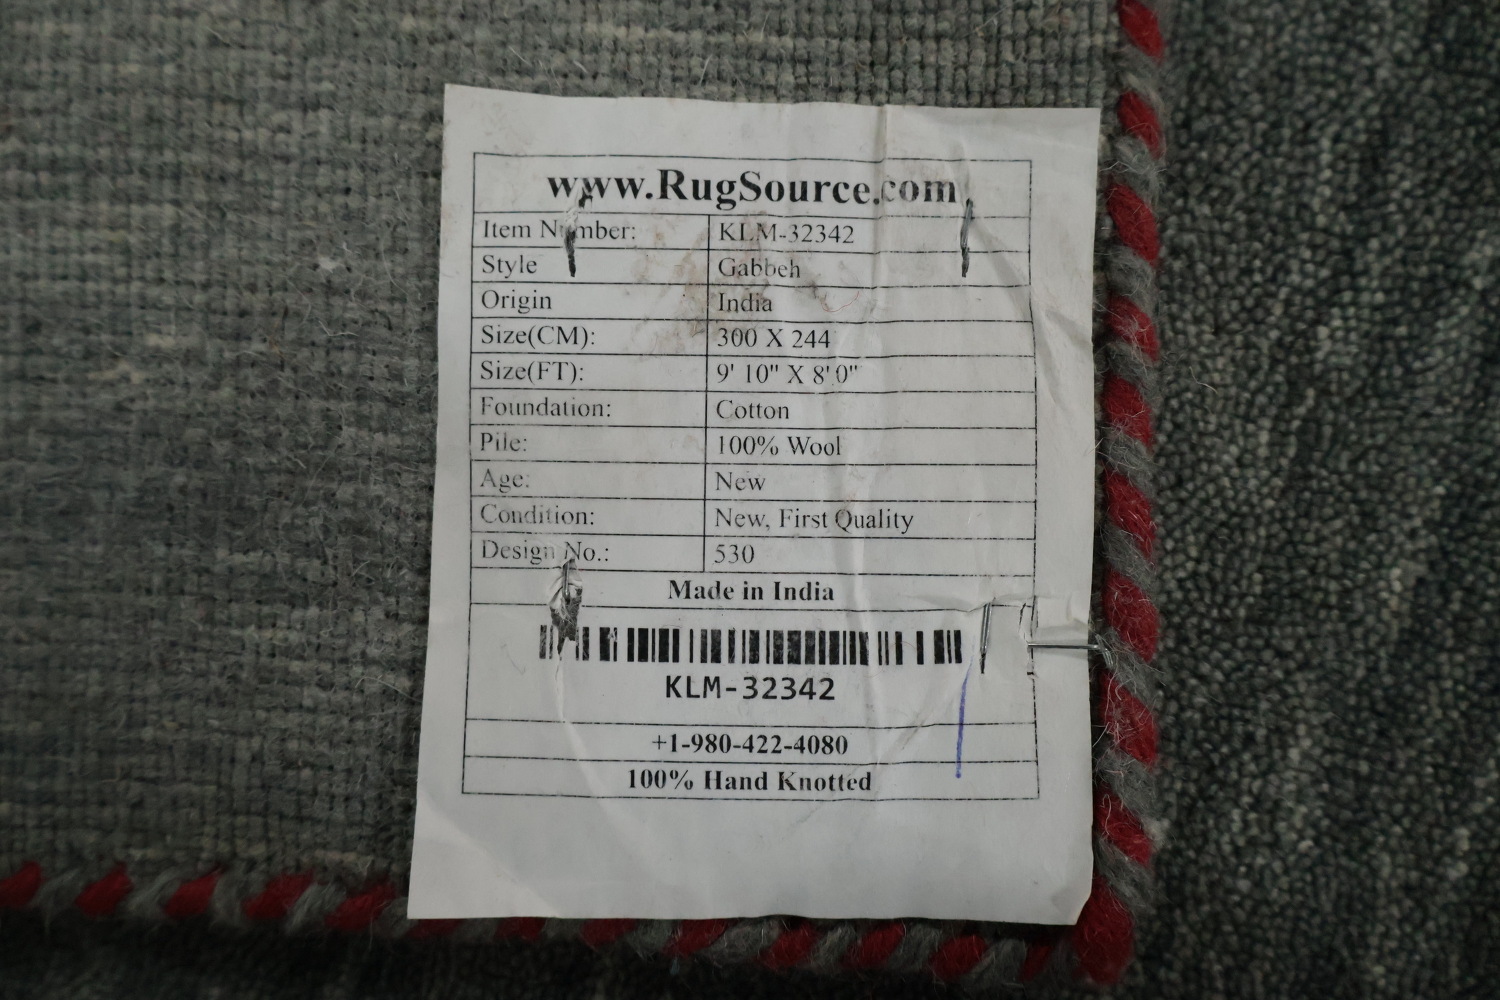 www.RugSource.com
Item Number: KLM-32342
Style Gabbeh
Origin India
Size(CM): 300 X 244
Size(FT): 9' 10" X 8' 0"
Foundation: Cotton
Pile: 100% Wool
Age: New
Condition: New, First Quality
Design No.: 530
Made in India
KLM-32342
+1-980-422-4080
100% Hand Knotted